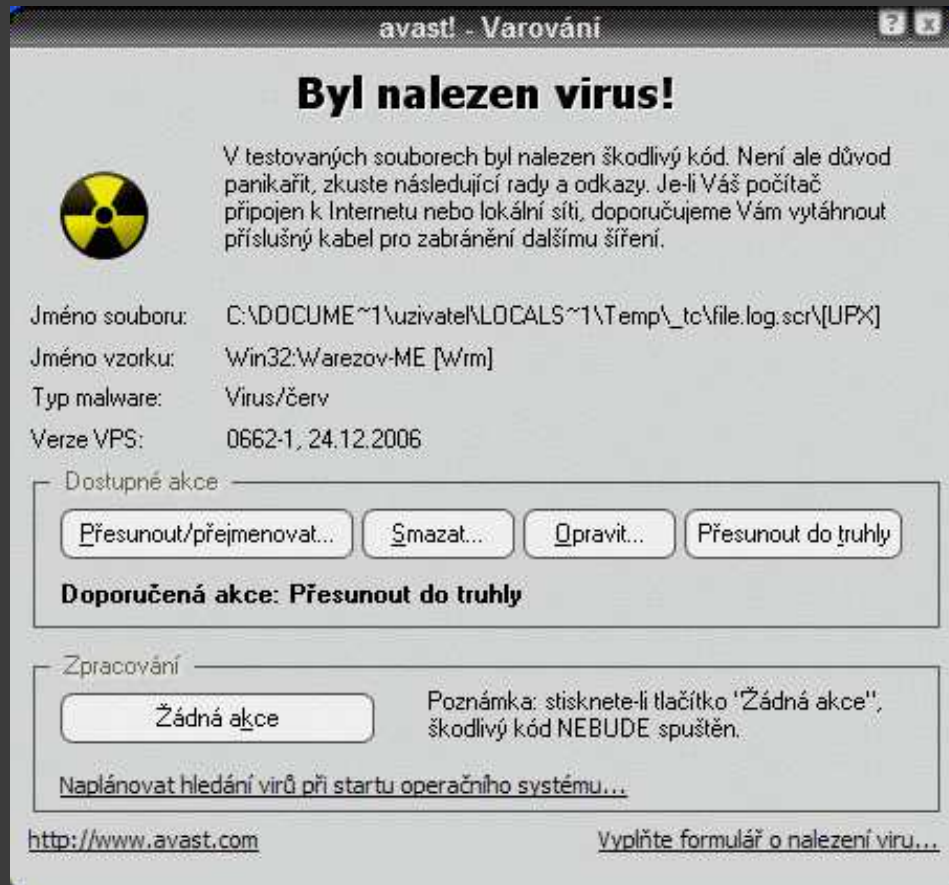 avast! - Varování
Byl nalezen virus!
V testovaných souborech byl nalezen škodlivý kód. Není ale důvod
panikařit, zkuste následující rady a odkazy. Je-li Váš počítač
připojen k Internetu nebo lokální síti, doporučujeme Vám vytáhnout
příslušný kabel pro zabránění dalšímu šíření.
Jméno souboru: C:\DOCUME~1\uzivatel\LOCALS~1\Temp\_tc\file.log.scr\[UPX]
Jméno vzorku: Win32:Warezov-ME [Wrm]
Typ malware: Virus/červ
Verze VPS: 0662-1, 24.12.2006
Dostupné akce
Přesunout/přejmenovat... Smazat... Opravit... Přesunout do truhly
Doporučená akce: Přesunout do truhly
Zpracování
Žádná akce
Poznámka: stisknete-li tlačítko "Žádná akce",
škodlivý kód NEBUDE spuštěn.
Naplánovat hledání virů při startu operačního systému...
http://www.avast.com Vyplňte formulář o nalezení viru...